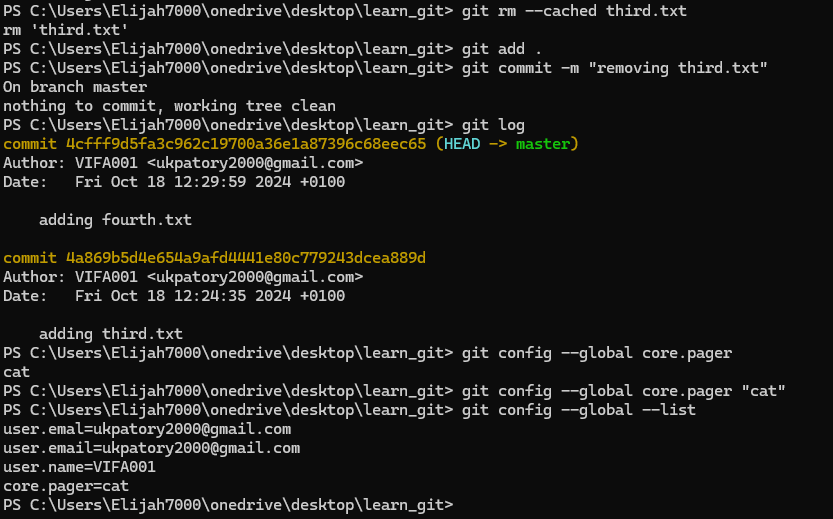 PS C:\Users\Elijah7000\onedrive\desktop\learn_git> git rm --cached third.txt
rm 'third.txt'
PS C:\Users\Elijah7000\onedrive\desktop\learn_git> git add .
PS C:\Users\Elijah7000\onedrive\desktop\learn_git> git commit -m "removing third.txt"
On branch master
nothing to commit, working tree clean
PS C:\Users\Elijah7000\onedrive\desktop\learn_git> git log
commit 4cfff9d5fa3c962c19700a36e1a87396c68eec65 (HEAD -> master)
Author: VIFA001 <ukpatory2000@gmail.com>
Date:   Fri Oct 18 12:29:59 2024 +0100
    adding fourth.txt
commit 4a869b5d4e654a9afd4441e80c779243dcea889d
Author: VIFA001 <ukpatory2000@gmail.com>
Date:   Fri Oct 18 12:24:35 2024 +0100
    adding third.txt
PS C:\Users\Elijah7000\onedrive\desktop\learn_git> git config --global core.pager
cat
PS C:\Users\Elijah7000\onedrive\desktop\learn_git> git config --global core.pager "cat"
PS C:\Users\Elijah7000\onedrive\desktop\learn_git> git config --global --list
user.emal=ukpatory2000@gmail.com
user.email=ukpatory2000@gmail.com
user.name=VIFA001
core.pager=cat
PS C:\Users\Elijah7000\onedrive\desktop\learn_git>